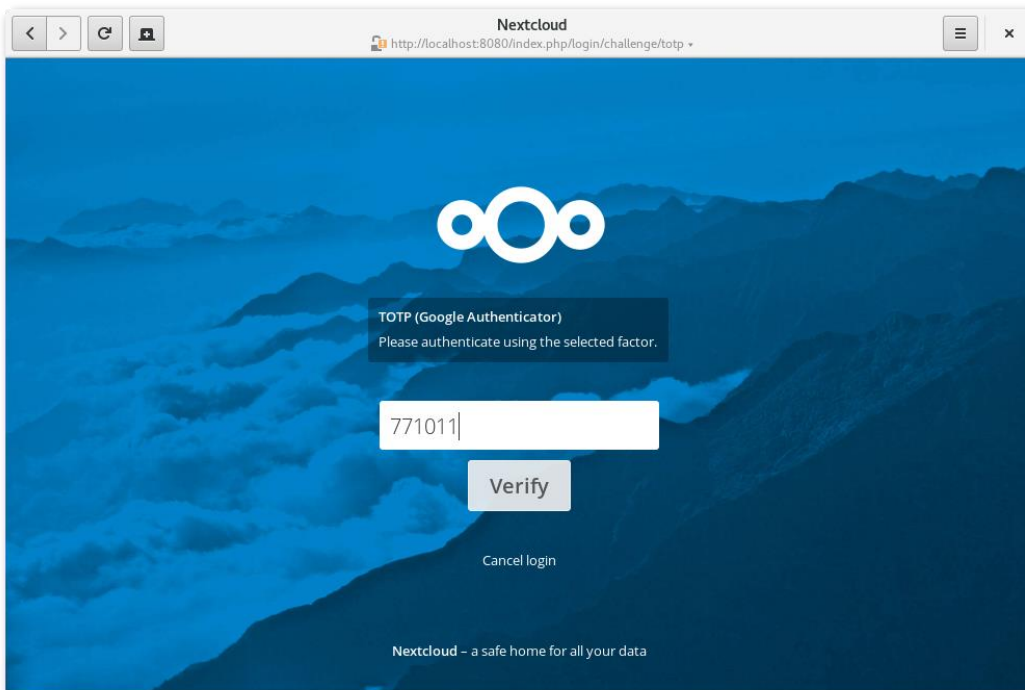 Nextcloud
http://localhost:8080/index.php/login/challenge/totp
TOTP (Google Authenticator)
Please authenticate using the selected factor.
771011
Verify
Cancel login
Nextcloud – a safe home for all your data